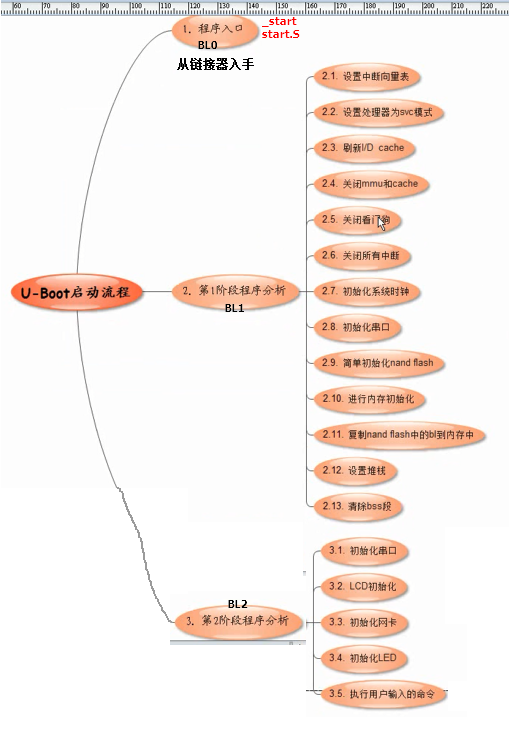 60 70 80 90 100 110 120 130 140 150 160 170 180 190 200 210 220
1. 程序入口
BL0
_start
start.S
从链接器入手
U-Boot启动流程
2. 第1阶段程序分析
BL1
2.1. 设置中断向量表
2.2. 设置处理器为svc模式
2.3. 刷新I/D cache
2.4. 关闭mmu和cache
2.5. 关闭看门狗
2.6. 关闭所有中断
2.7. 初始化系统时钟
2.8. 初始化串口
2.9. 简单初始化nand flash
2.10. 进行内存初始化
2.11. 复制nand flash中的bl到内存中
2.12. 设置堆栈
2.13. 清除bss段
BL2
3. 第2阶段程序分析
3.1. 初始化串口
3.2. LCD初始化
3.3. 初始化网卡
3.4. 初始化LED
3.5. 执行用户输入的命令